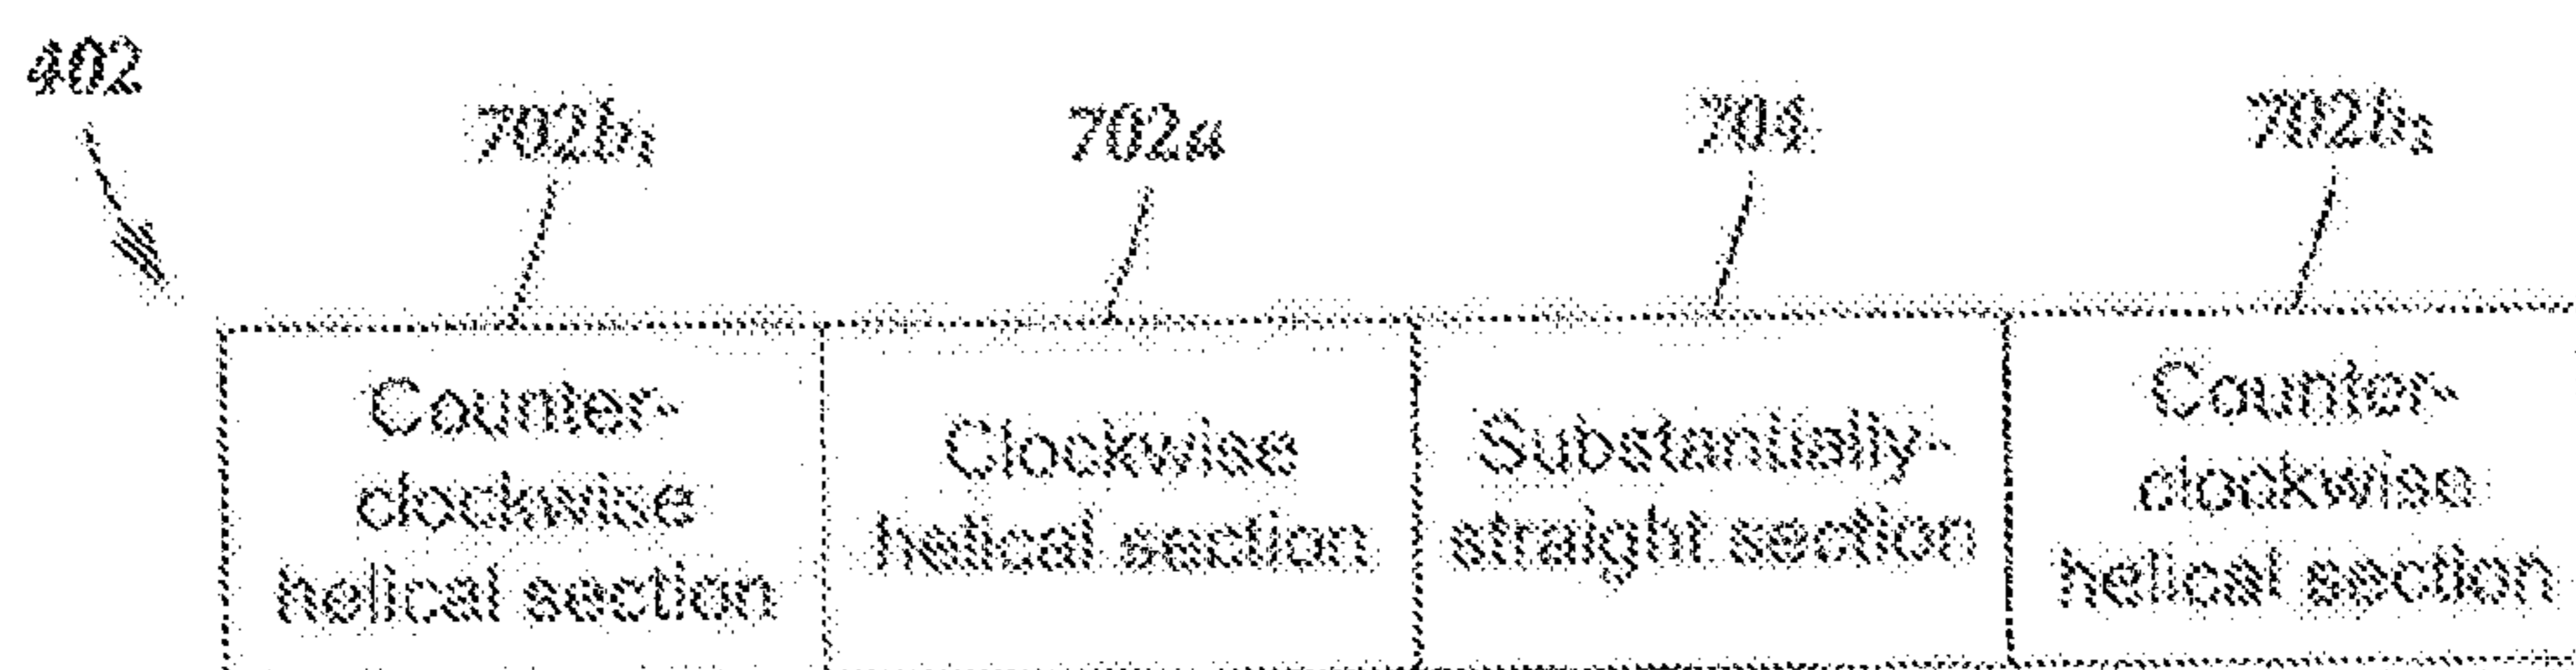 402
702b₁
702a
704
702b₂
Counter-
clockwise
helical section
Clockwise
helical section
Substantially-
straight section
Counter-
clockwise
helical section